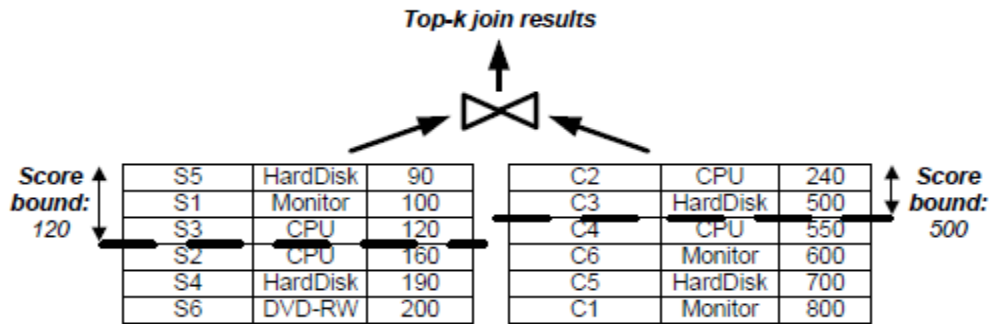 Top-k join results
Score bound: 120
S5 HardDisk 90
S1 Monitor 100
S3 CPU 120
S2 CPU 160
S4 HardDisk 190
S6 DVD-RW 200
C2 CPU 240
C3 HardDisk 500
C4 CPU 550
C6 Monitor 600
C5 HardDisk 700
C1 Monitor 800
Score bound: 500